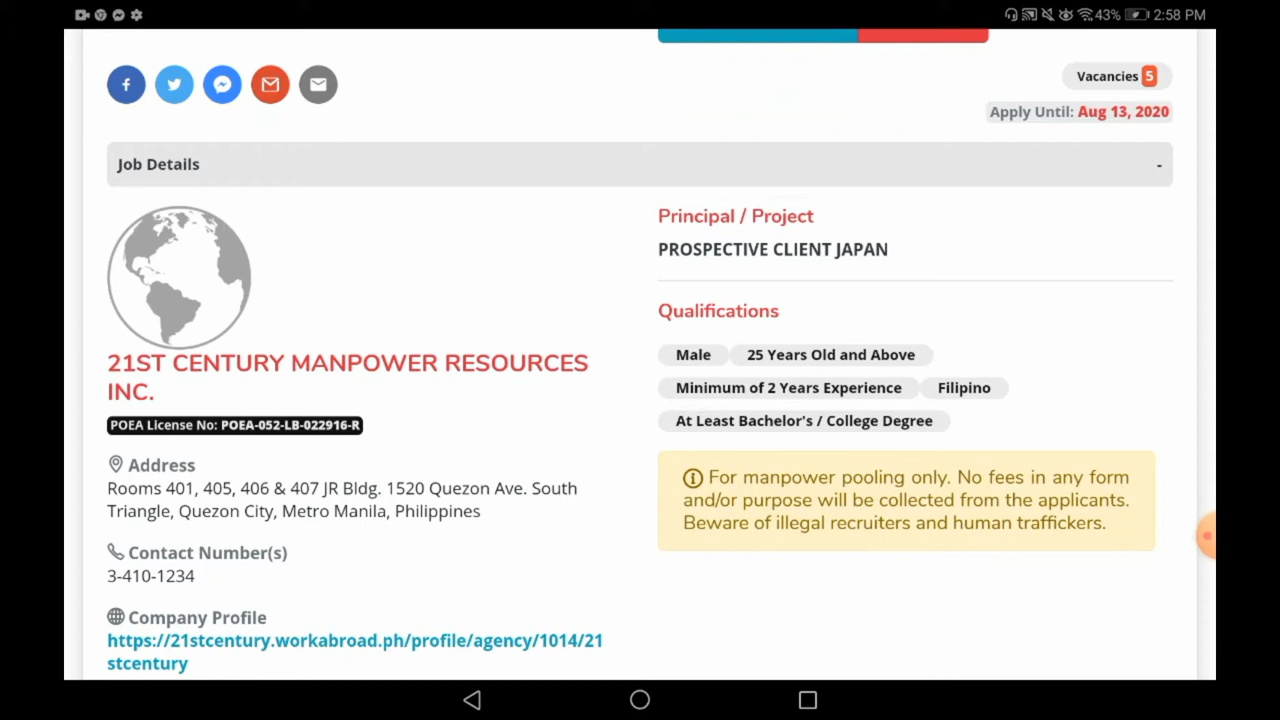 43% 2:58 PM
Vacancies 5
Apply Until: Aug 13, 2020
Job Details -
21ST CENTURY MANPOWER RESOURCES
INC.
POEA License No: POEA-052-LB-022916-R
Address
Rooms 401, 405, 406 & 407 JR Bldg. 1520 Quezon Ave. South
Triangle, Quezon City, Metro Manila, Philippines
Contact Number(s)
3-410-1234
Company Profile
https://21stcentury.workabroad.ph/profile/agency/1014/21
stcentury
Principal / Project
PROSPECTIVE CLIENT JAPAN
Qualifications
Male 25 Years Old and Above
Minimum of 2 Years Experience Filipino
At Least Bachelor's / College Degree
For manpower pooling only. No fees in any form
and/or purpose will be collected from the applicants.
Beware of illegal recruiters and human traffickers.